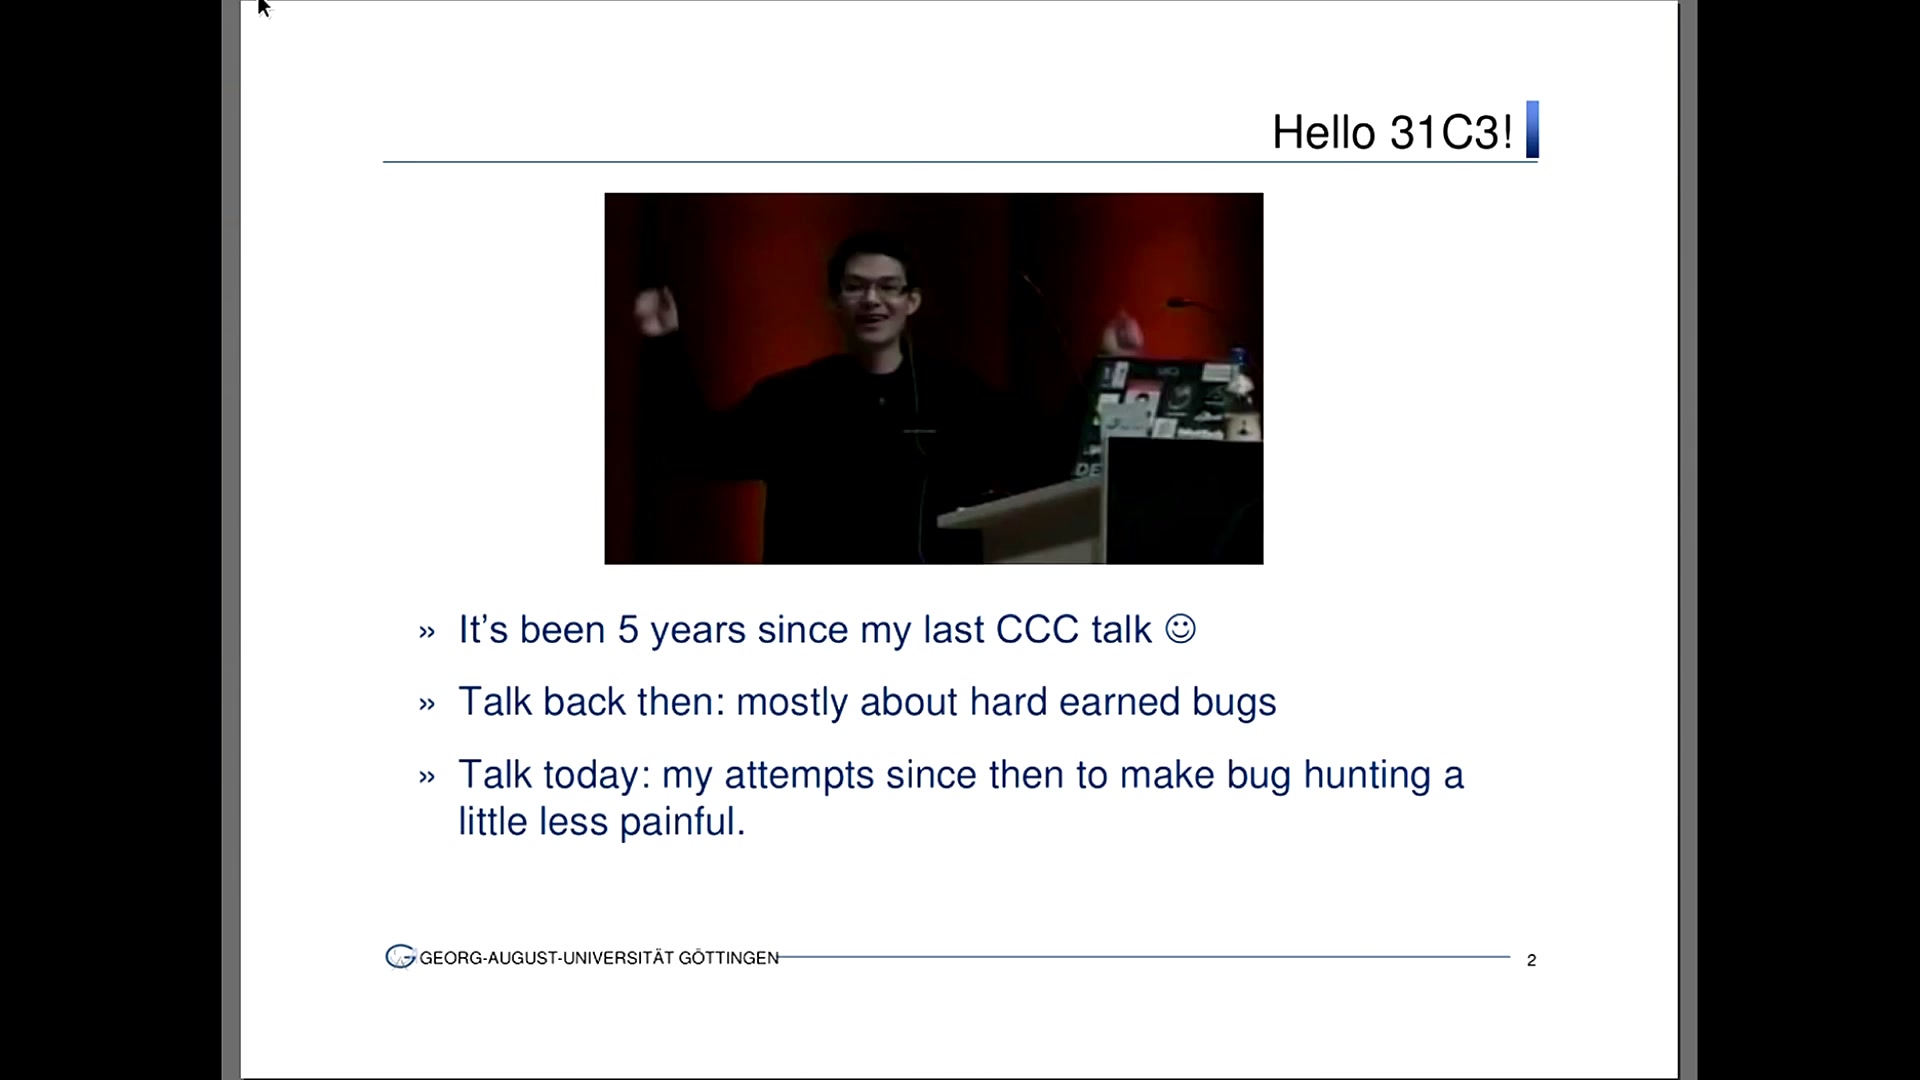 Hello 31C3!
DE
» It's been 5 years since my last CCC talk ☺
» Talk back then: mostly about hard earned bugs
» Talk today: my attempts since then to make bug hunting a
little less painful.
GEORG-AUGUST-UNIVERSITÄT GÖTTINGEN
2